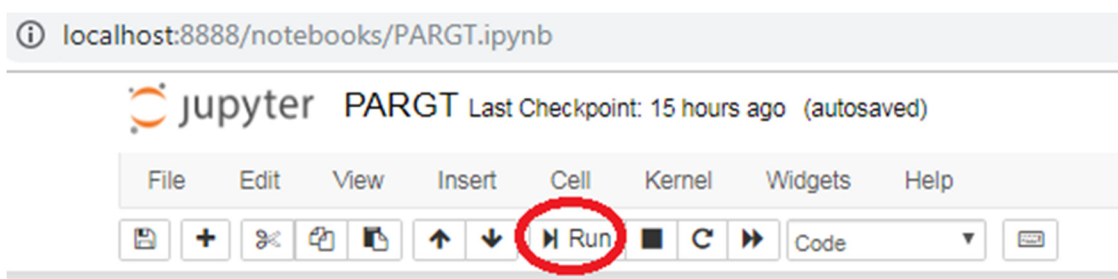 localhost:8888/notebooks/PARGT.ipynb
jupyter PARGT Last Checkpoint: 15 hours ago (autosaved)
File Edit View Insert Cell Kernel Widgets Help
Run Code